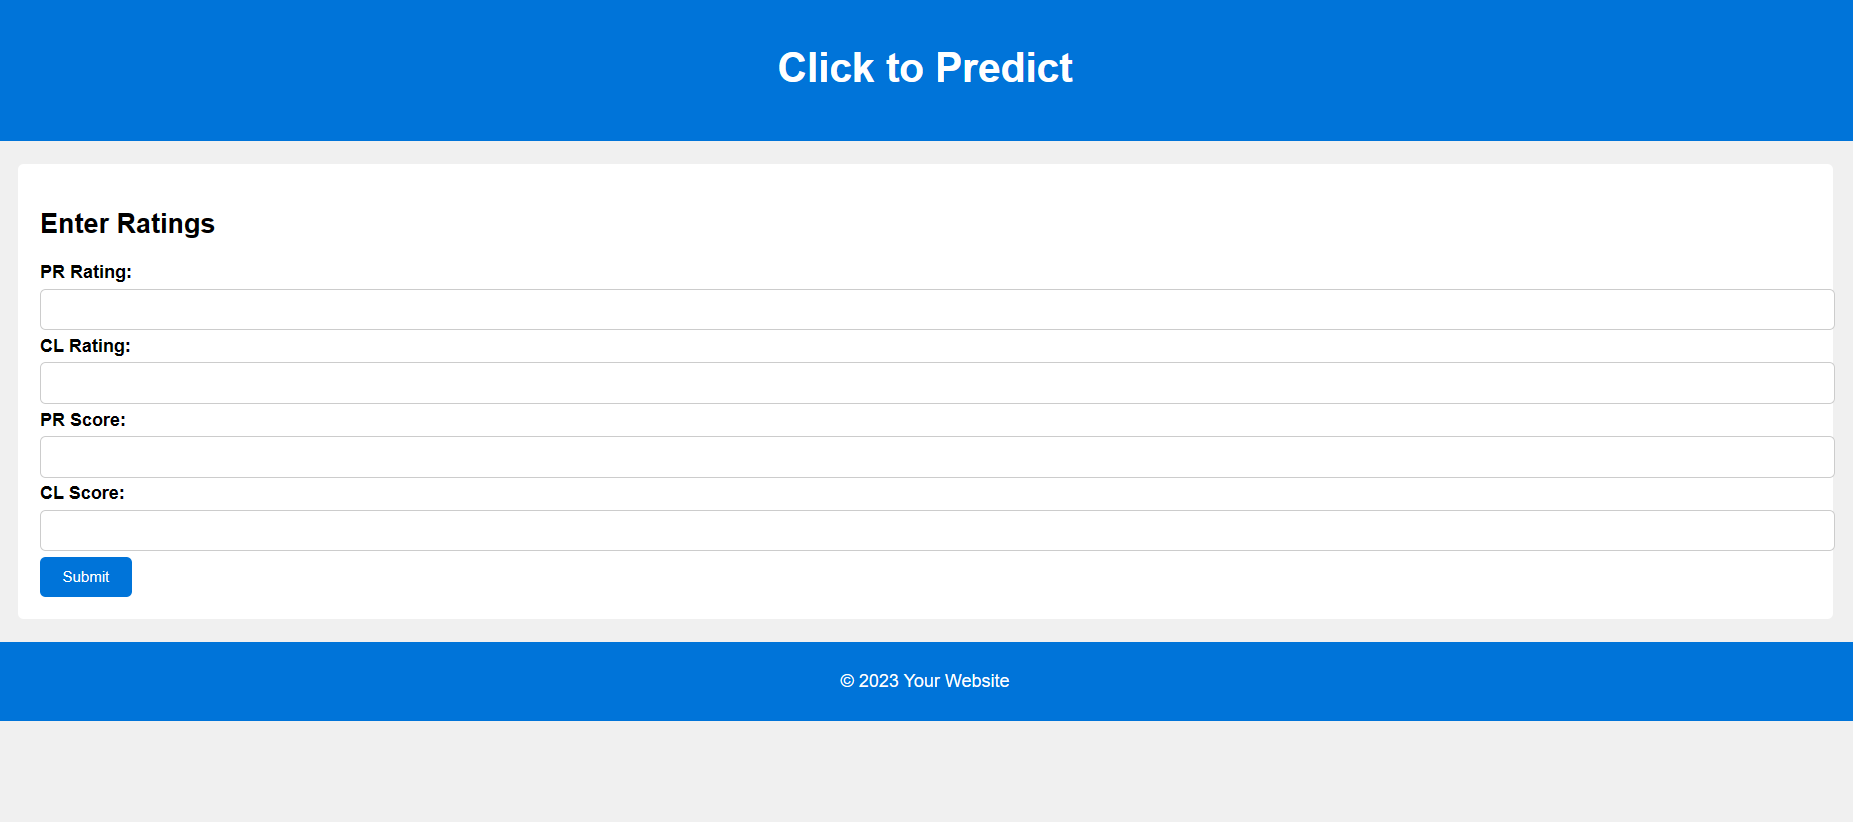 Click to Predict
Enter Ratings
PR Rating:
CL Rating:
PR Score:
CL Score:
Submit
© 2023 Your Website